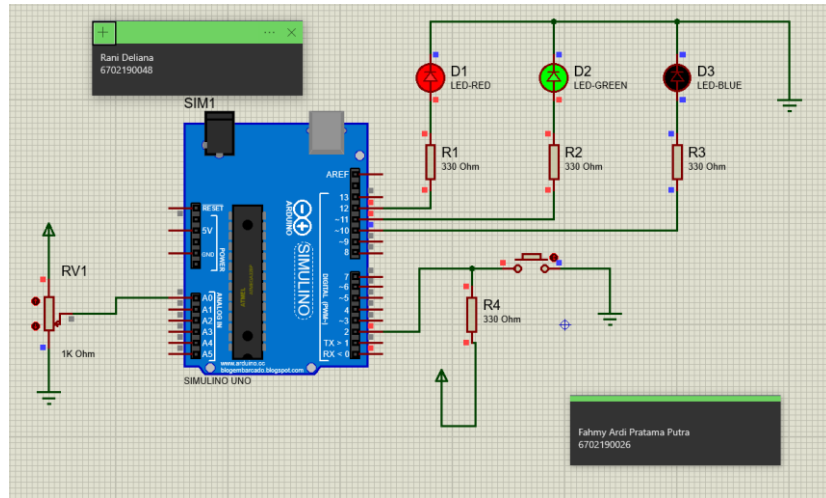 Rani Deliana
6702190048
SIM1
D1
LED-RED
D2
LED-GREEN
D3
LED-BLUE
R1
330 Ohm
R2
330 Ohm
R3
330 Ohm
AREF
13
12
~11
~10
~9
8
RESET
5V
GND
POWER
ARDUINO
SIMULINO
RV1
1K Ohm
A0
A1
A2
A3
A4
A5
ANALOG IN
DIGITAL (PWM~)
7
~6
~5
4
~3
2
TX > 1
RX < 0
www.arduino.cc
blogembarcado.blogspot.com
SIMULINO UNO
R4
330 Ohm
Fahmy Ardi Pratama Putra
6702190026